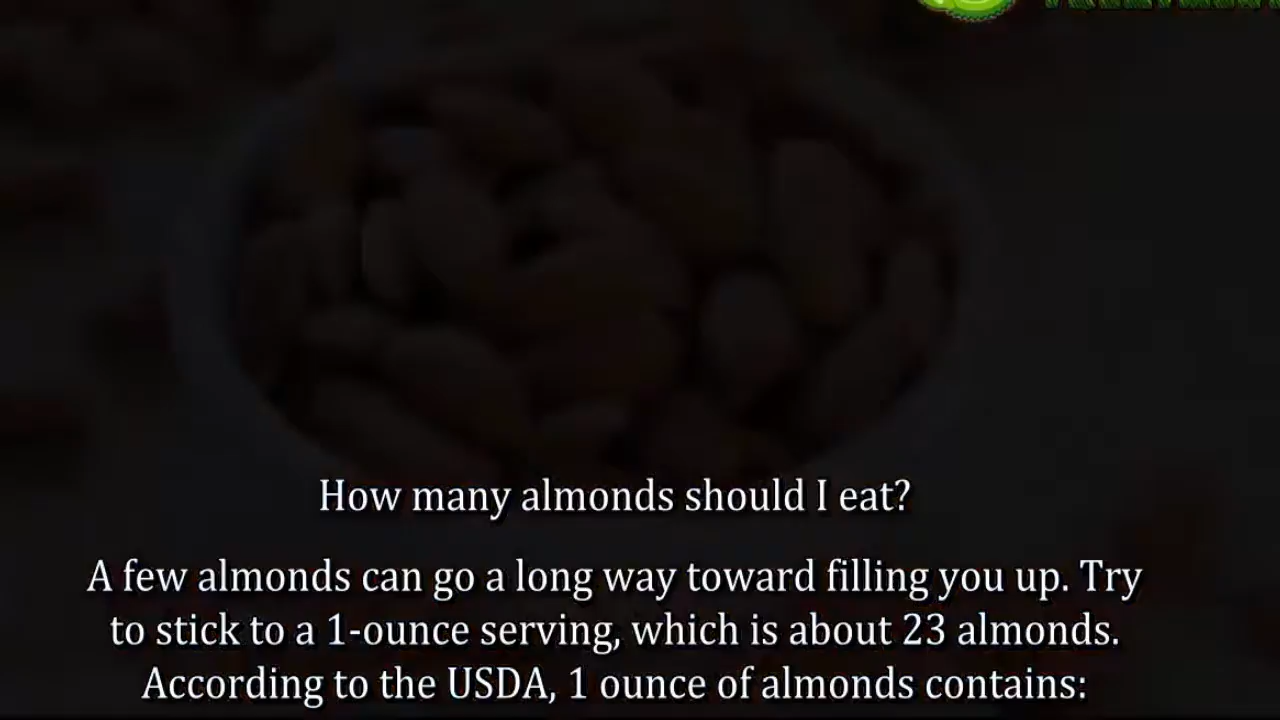 How many almonds should I eat?
A few almonds can go a long way toward filling you up. Try
to stick to a 1-ounce serving, which is about 23 almonds.
According to the USDA, 1 ounce of almonds contains: